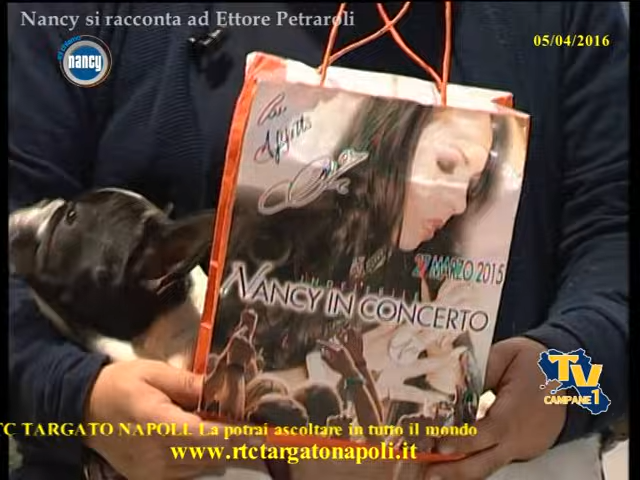 Nancy si racconta ad Ettore Petraroli
05/04/2016
nancy
27 MARZO 2015
NANCY IN CONCERTO
TV
CAMPANE 1
TC TARGATO NAPOLI. La potrai ascoltare in tutto il mondo
www.rtctargatonapoli.it